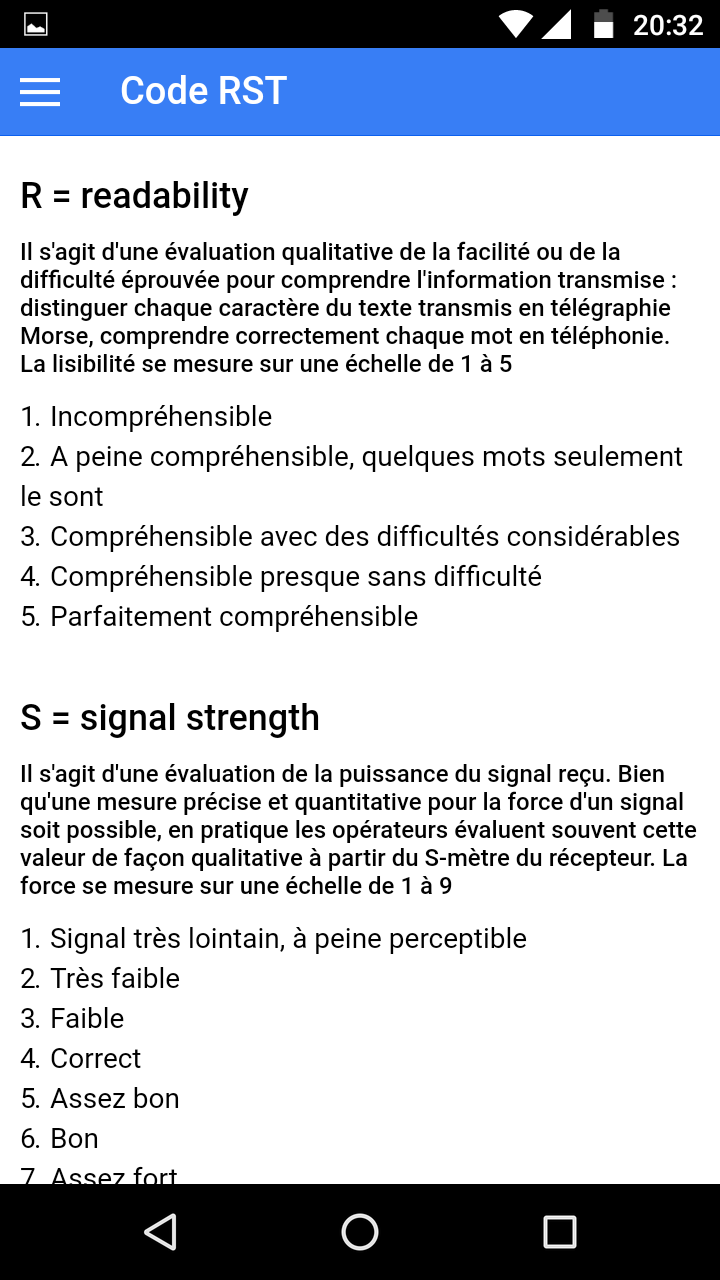 20:32
Code RST
R = readability
Il s'agit d'une évaluation qualitative de la facilité ou de la
difficulté éprouvée pour comprendre l'information transmise :
distinguer chaque caractère du texte transmis en télégraphie
Morse, comprendre correctement chaque mot en téléphonie.
La lisibilité se mesure sur une échelle de 1 à 5
1. Incompréhensible
2. A peine compréhensible, quelques mots seulement
le sont
3. Compréhensible avec des difficultés considérables
4. Compréhensible presque sans difficulté
5. Parfaitement compréhensible
S = signal strength
Il s'agit d'une évaluation de la puissance du signal reçu. Bien
qu'une mesure précise et quantitative pour la force d'un signal
soit possible, en pratique les opérateurs évaluent souvent cette
valeur de façon qualitative à partir du S-mètre du récepteur. La
force se mesure sur une échelle de 1 à 9
1. Signal très lointain, à peine perceptible
2. Très faible
3. Faible
4. Correct
5. Assez bon
6. Bon
7. Assez fort